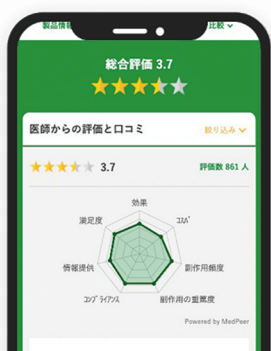 製品情報
比較
総合評価 3.7
医師からの評価と口コミ
絞り込み
3.7
評価数 861 人
効果
満足度
ｺｽﾊﾟ
情報提供
副作用頻度
ｺﾝﾌﾟﾗｲｱﾝｽ
副作用の重篤度
Powered by MedPeer